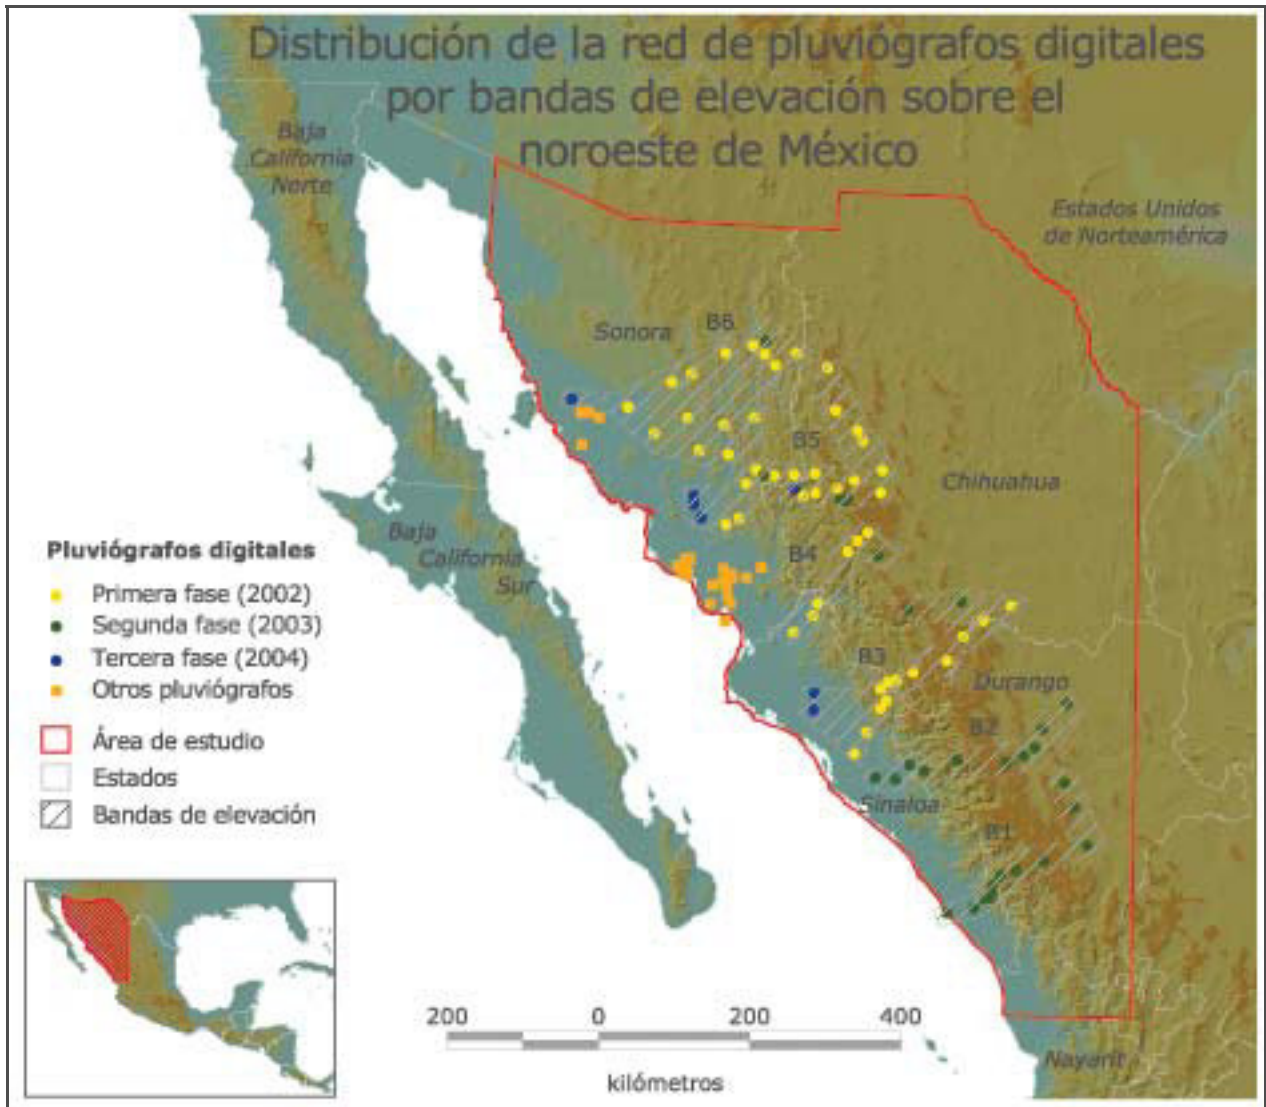 Distribución de la red de pluviógrafos digitales
por bandas de elevación sobre el
noroeste de México
Baja
California
Norte
Estados Unidos
de Norteamérica
Sonora
B6
B5
Chihuahua
Baja
California
Sur
B4
B3
Durango
B2
Sinaloa
B1
Nayarit
Pluviógrafos digitales
Primera fase (2002)
Segunda fase (2003)
Tercera fase (2004)
Otros pluviógrafos
Área de estudio
Estados
Bandas de elevación
200 0 200 400
kilómetros